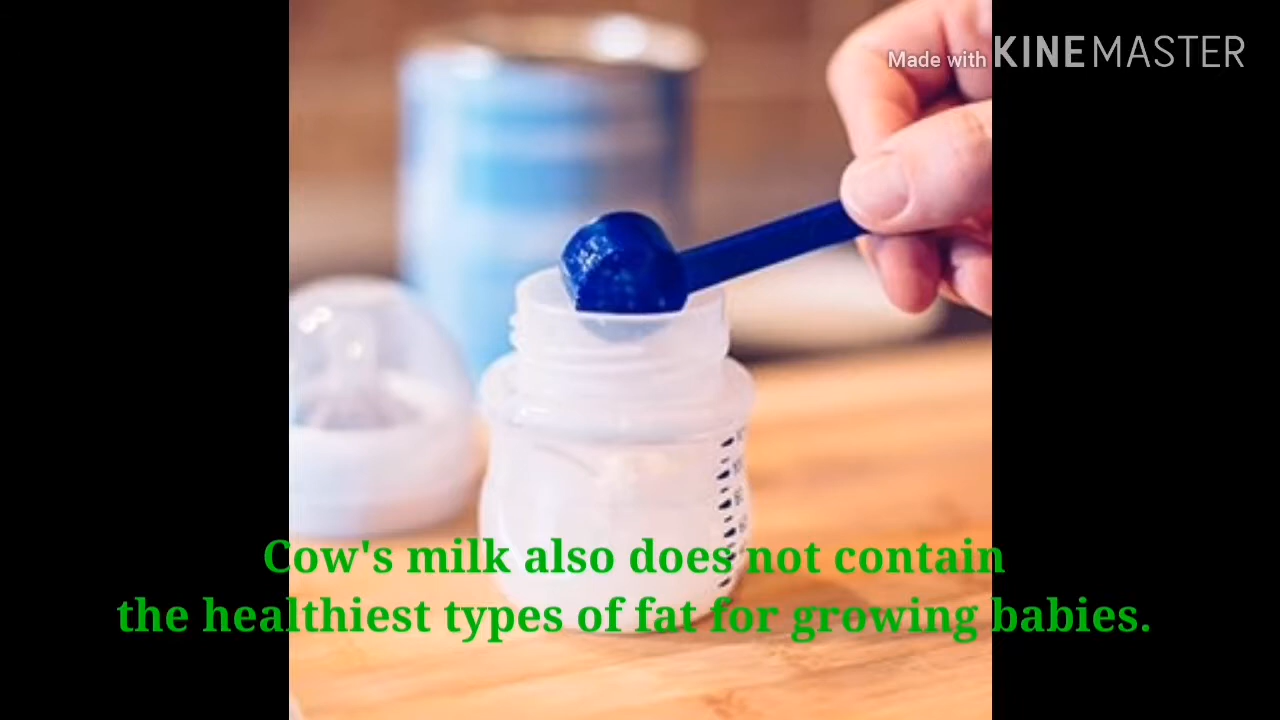 Made with KINEMASTER
Cow's milk also does not contain
the healthiest types of fat for growing babies.